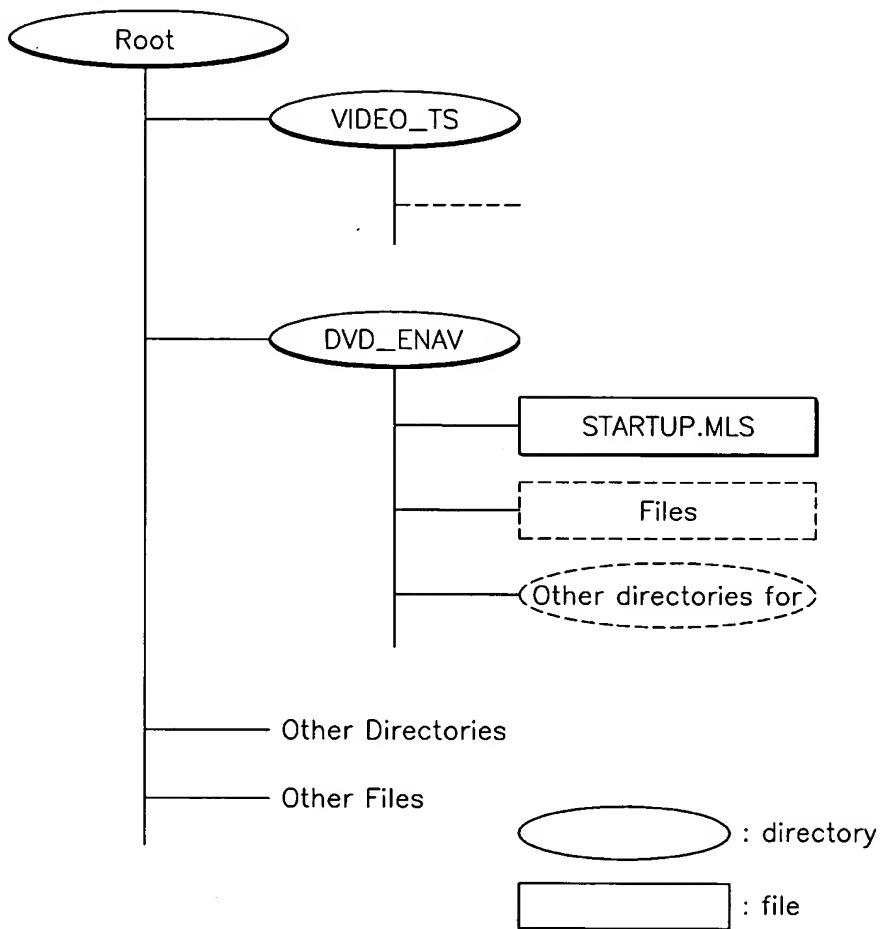 Root
VIDEO_TS
DVD_ENAV
STARTUP.MLS
Files
Other directories for
Other Directories
Other Files
: directory
: file